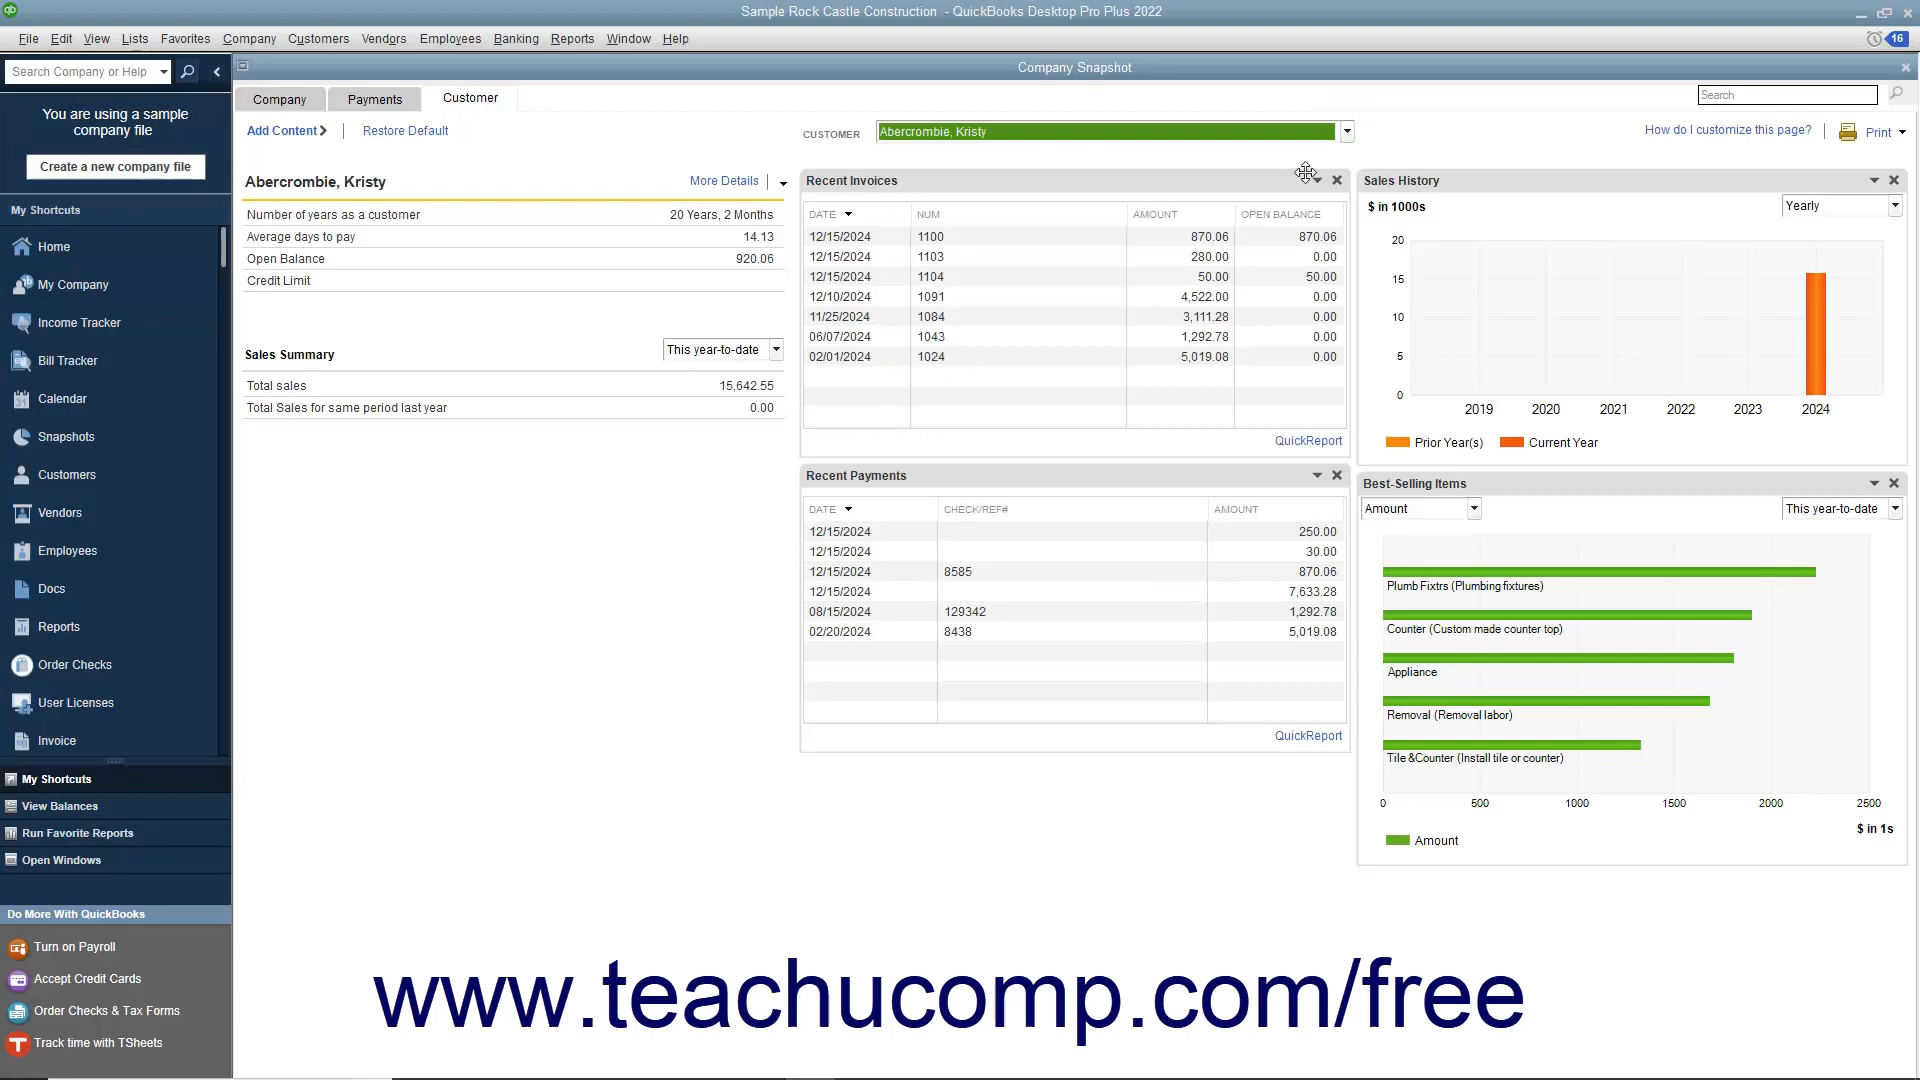 Sample Rock Castle Construction - QuickBooks Desktop Pro Plus 2022
File Edit View Lists Favorites Company Customers Vendors Employees Banking Reports Window Help
16
Search Company or Help
Company Snapshot
You are using a sample
company file
Create a new company file
My Shortcuts
Home
My Company
Income Tracker
Bill Tracker
Calendar
Snapshots
Customers
Vendors
Employees
Docs
Reports
Order Checks
User Licenses
Invoice
My Shortcuts
View Balances
Run Favorite Reports
Open Windows
Do More With QuickBooks
Turn on Payroll
Accept Credit Cards
Order Checks & Tax Forms
Track time with TSheets
Company Payments Customer
Search
Add Content Restore Default
CUSTOMER Abercrombie, Kristy
How do I customize this page? Print
Abercrombie, Kristy More Details
Number of years as a customer 20 Years, 2 Months
Average days to pay 14.13
Open Balance 920.06
Credit Limit
Sales Summary This year-to-date
Total sales 15,642.55
Total Sales for same period last year 0.00
Recent Invoices
DATE NUM AMOUNT OPEN BALANCE
12/15/2024 1100 870.06 870.06
12/15/2024 1103 280.00 0.00
12/15/2024 1104 50.00 50.00
12/10/2024 1091 4,522.00 0.00
11/25/2024 1084 3,111.28 0.00
06/07/2024 1043 1,292.78 0.00
02/01/2024 1024 5,019.08 0.00
QuickReport
Recent Payments
DATE CHECK/REF# AMOUNT
12/15/2024 250.00
12/15/2024 30.00
12/15/2024 8585 870.06
12/15/2024 7,633.28
08/15/2024 129342 1,292.78
02/20/2024 8438 5,019.08
QuickReport
Sales History
$ in 1000s Yearly
20
15
10
5
0
2019 2020 2021 2022 2023 2024
Prior Year(s) Current Year
Best-Selling Items
Amount This year-to-date
Plumb Fixtrs (Plumbing fixtures)
Counter (Custom made counter top)
Appliance
Removal (Removal labor)
Tile &Counter (Install tile or counter)
0 500 1000 1500 2000 2500
$ in 1s
Amount
www.teachucomp.com/free